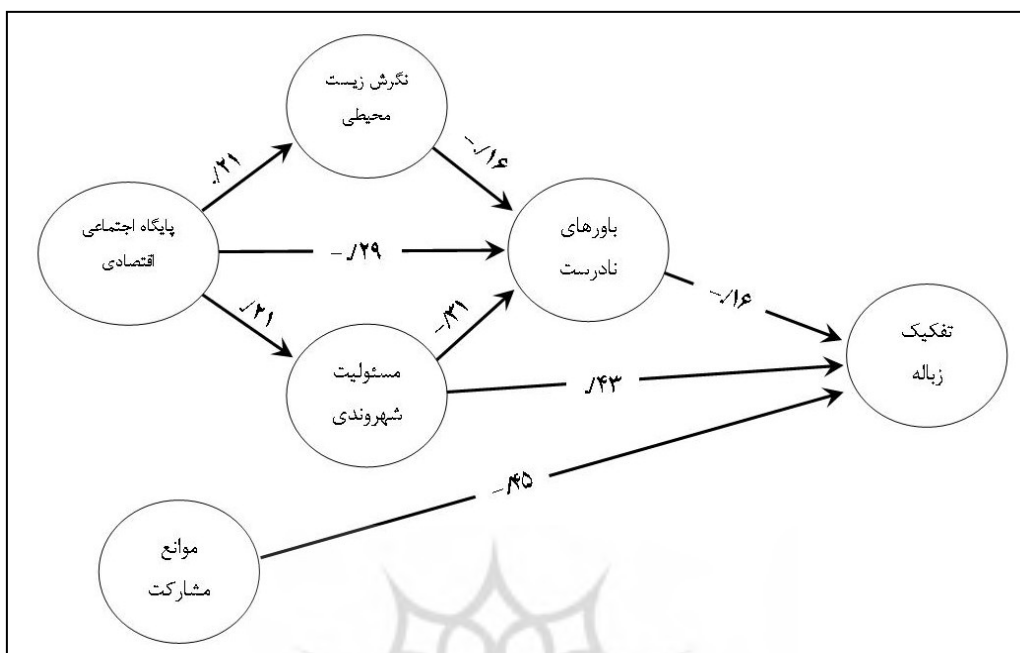 نگرش زیست
محیطی
۰/۲۱
-۰/۱۶
پایگاه اجتماعی
اقتصادی
-۰/۲۹
باورهای
نادرست
۰/۲۱
-۰/۳۱
-۰/۱۶
مسئولیت
شهروندی
۰/۴۳
تفکیک
زباله
-۰/۴۵
موانع
مشارکت